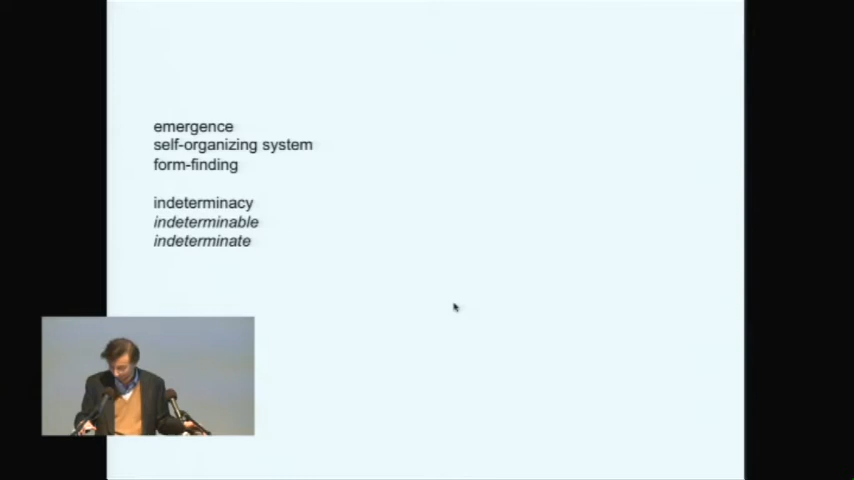 emergence
self-organizing system
form-finding
indeterminacy
indeterminable
indeterminate